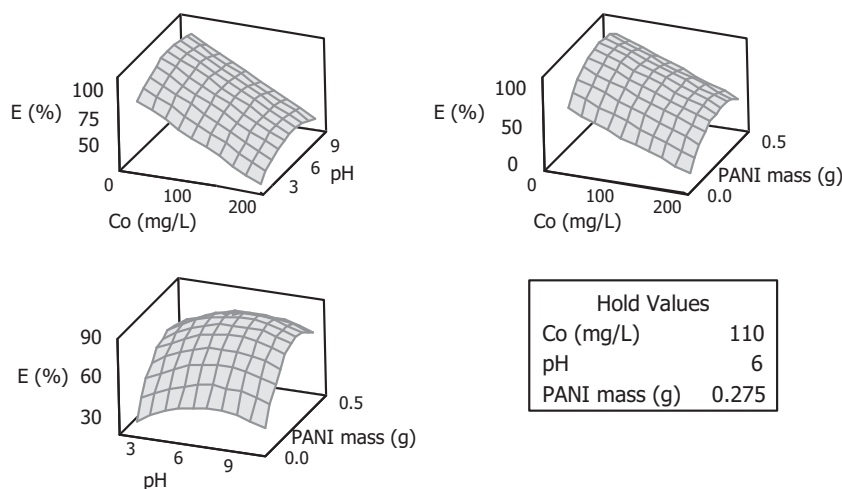 100
75
50
E (%)
0
100
200
Co (mg/L)
3
6
9
pH
100
50
0
E (%)
0
100
200
Co (mg/L)
0.0
0.5
PANI mass (g)
90
60
30
E (%)
3
6
9
pH
0.0
0.5
PANI mass (g)
Hold Values
Co (mg/L) 110
pH 6
PANI mass (g) 0.275